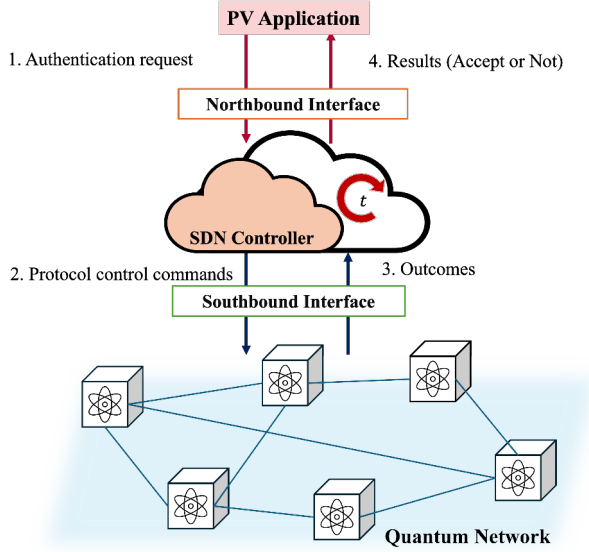 PV Application
1. Authentication request
4. Results (Accept or Not)
Northbound Interface
t
SDN Controller
2. Protocol control commands
3. Outcomes
Southbound Interface
Quantum Network